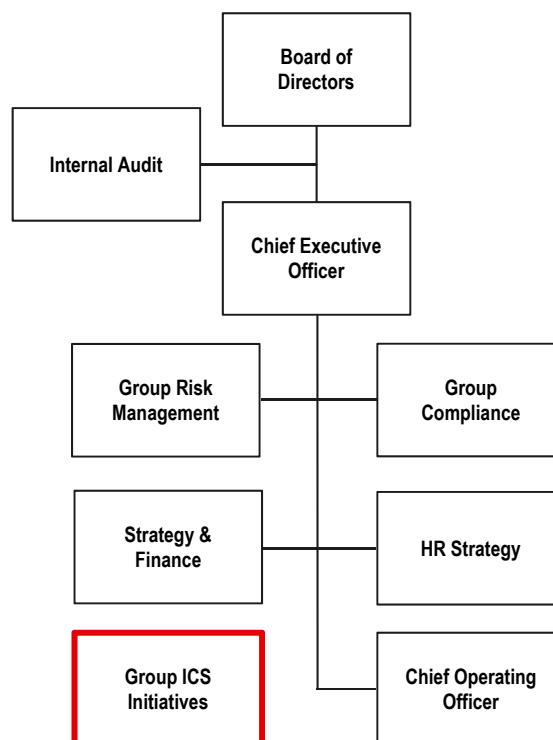 Board of
Directors
Internal Audit
Chief Executive
Officer
Group Risk
Management
Group
Compliance
Strategy &
Finance
HR Strategy
Group ICS
Initiatives
Chief Operating
Officer